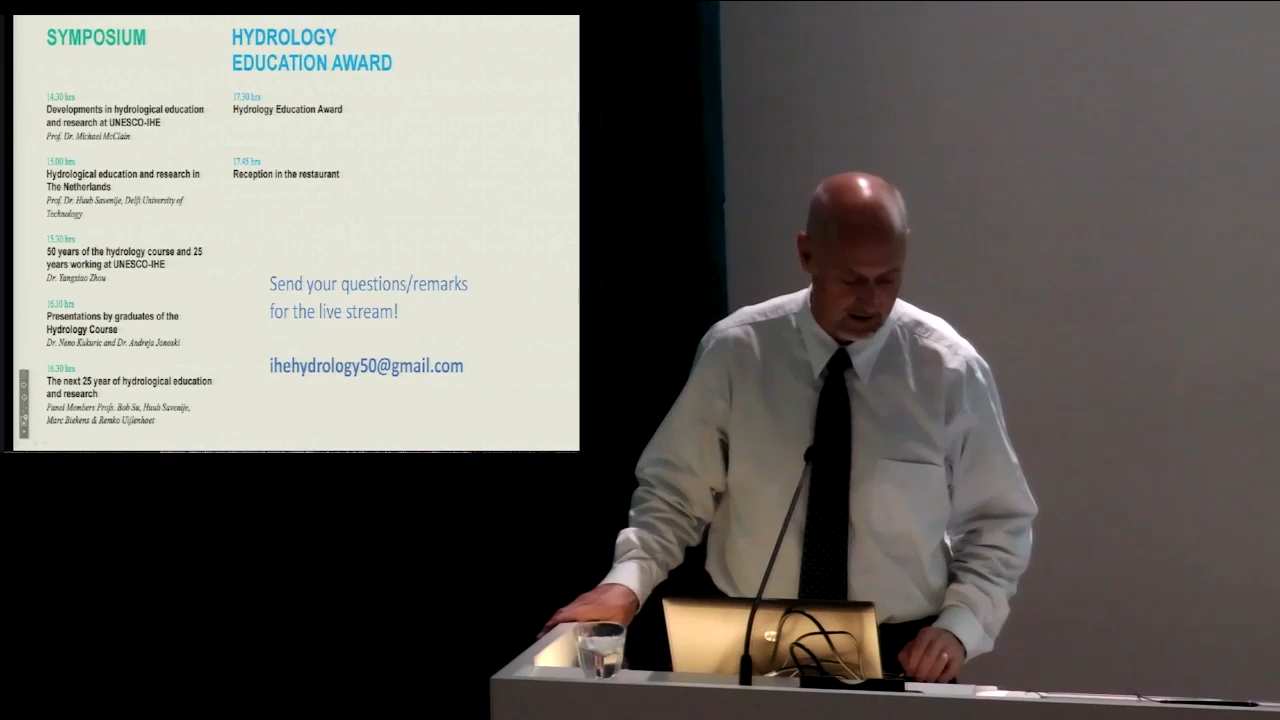 SYMPOSIUM
14.30 hrs
Developments in hydrological education
and research at UNESCO-IHE
Prof. Dr. Michael McClain
15.00 hrs
Hydrological education and research in
The Netherlands
Prof. Dr. Huub Savenije, Delft University of
Technology
15.30 hrs
50 years of the hydrology course and 25
years working at UNESCO-IHE
Dr. Yangxiao Zhou
16.10 hrs
Presentations by graduates of the
Hydrology Course
Dr. Neno Kukuric and Dr. Andreja Jonoski
16.30 hrs
The next 25 year of hydrological education
and research
Panel Members Profs. Bob Su, Huub Savenije,
Marc Biekens & Remko Uijlenhoet
HYDROLOGY
EDUCATION AWARD
17.30 hrs
Hydrology Education Award
17.45 hrs
Reception in the restaurant
Send your questions/remarks
for the live stream!
ihehydrology50@gmail.com